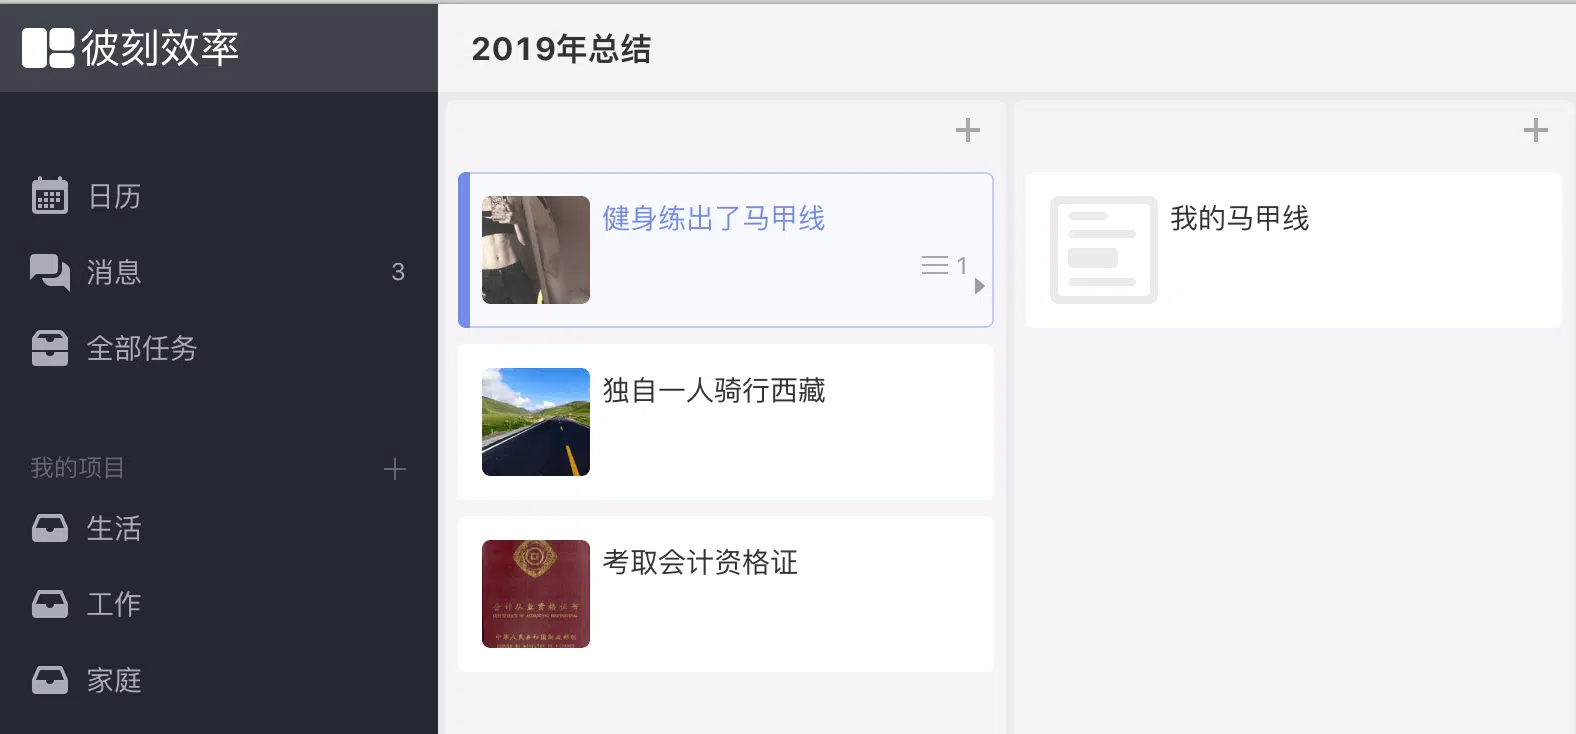 彼刻效率
日历
消息
3
全部任务
我的项目
生活
工作
家庭
2019年总结
健身练出了马甲线
1
独自一人骑行西藏
会计从业资格证书
中华人民共和国财政部制
考取会计资格证
我的马甲线